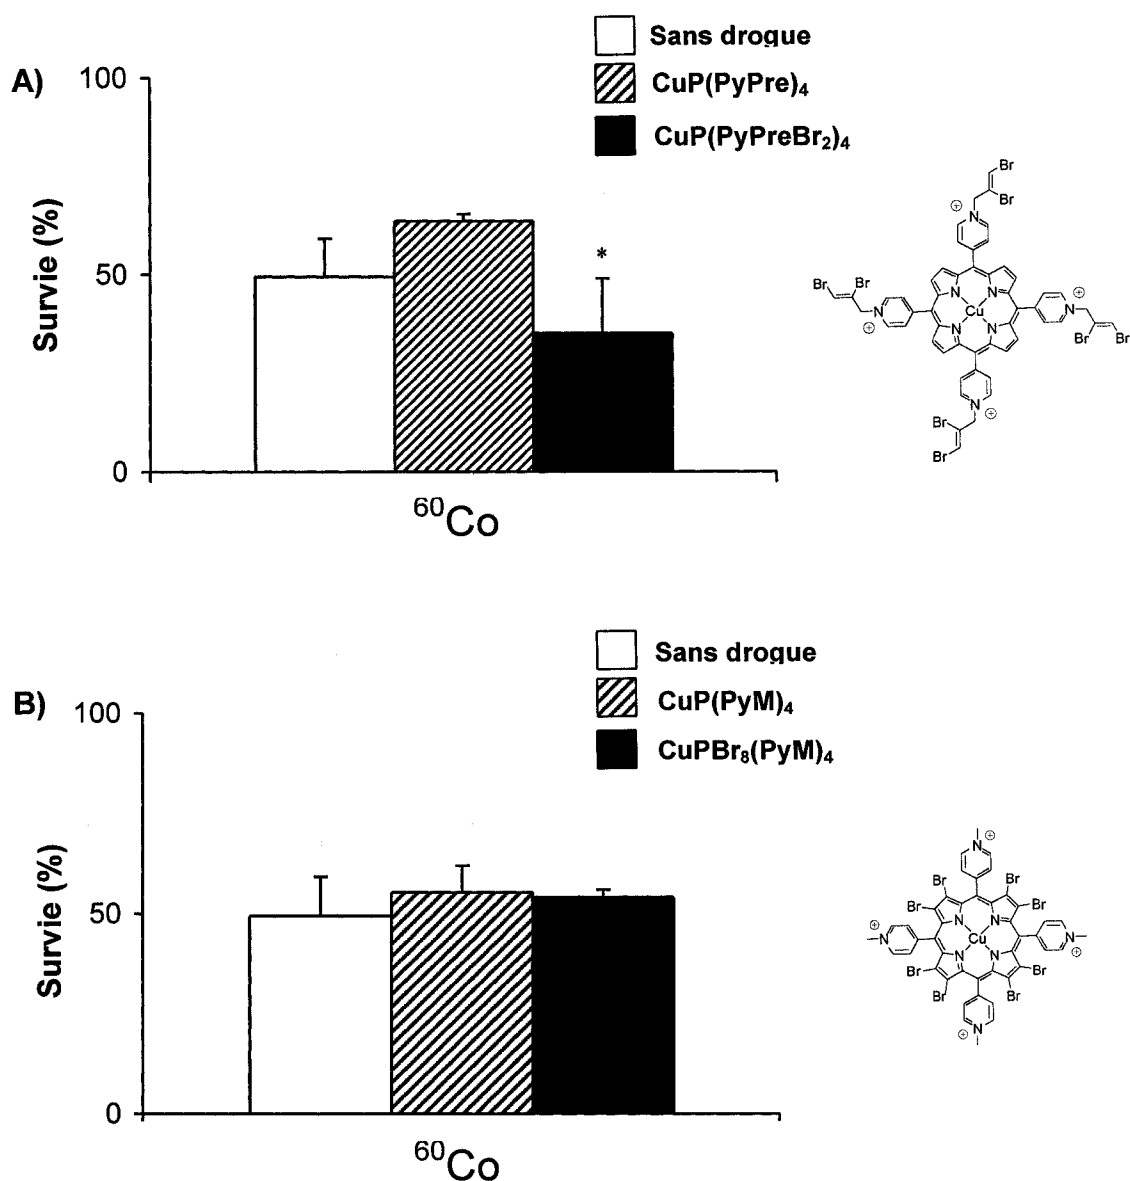 Sans drogue
A) 100
CuP(PyPre)₄
CuP(PyPreBr₂)₄
Survie (%)
50
*
0
⁶⁰Co
Br
Br
⊕
N
Br
Br
N
⊕
N
N
Cu
N
N
⊕
N
Br
Br
N
⊕
Br
Br
Sans drogue
B) 100
CuP(PyM)₄
CuPBr₈(PyM)₄
Survie (%)
50
0
⁶⁰Co
N
⊕
Br
Br
Br
Br
⊕
N
N
N
Cu
N
N
N
⊕
Br
Br
Br
Br
⊕
N